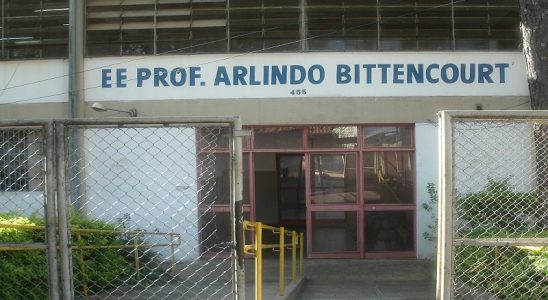 EE PROF. ARLINDO BITTENCOURT
455